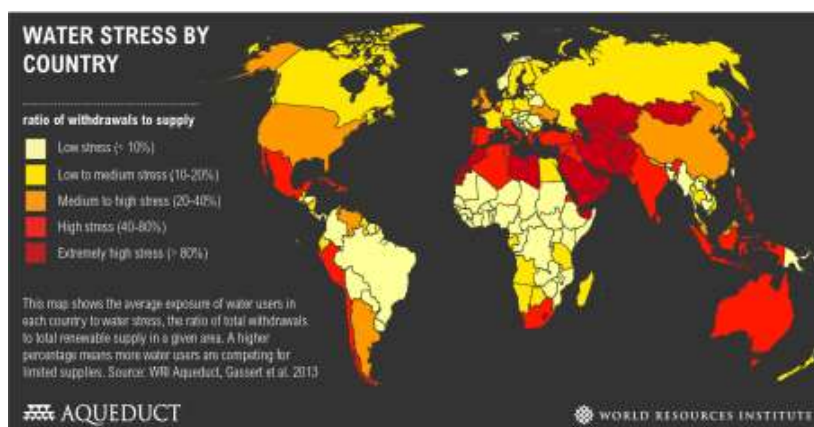 WATER STRESS BY
COUNTRY
ratio of withdrawals to supply
Low stress (< 10%)
Low to medium stress (10-20%)
Medium to high stress (20-40%)
High stress (40-80%)
Extremely high stress (> 80%)
This map shows the average exposure of water users in
each country to water stress, the ratio of total withdrawals
to total renewable supply in a given area. A higher
percentage means more water users are competing for
limited supplies. Source: WRI Aqueduct, Gassert et al. 2013
AQUEDUCT
WORLD RESOURCES INSTITUTE